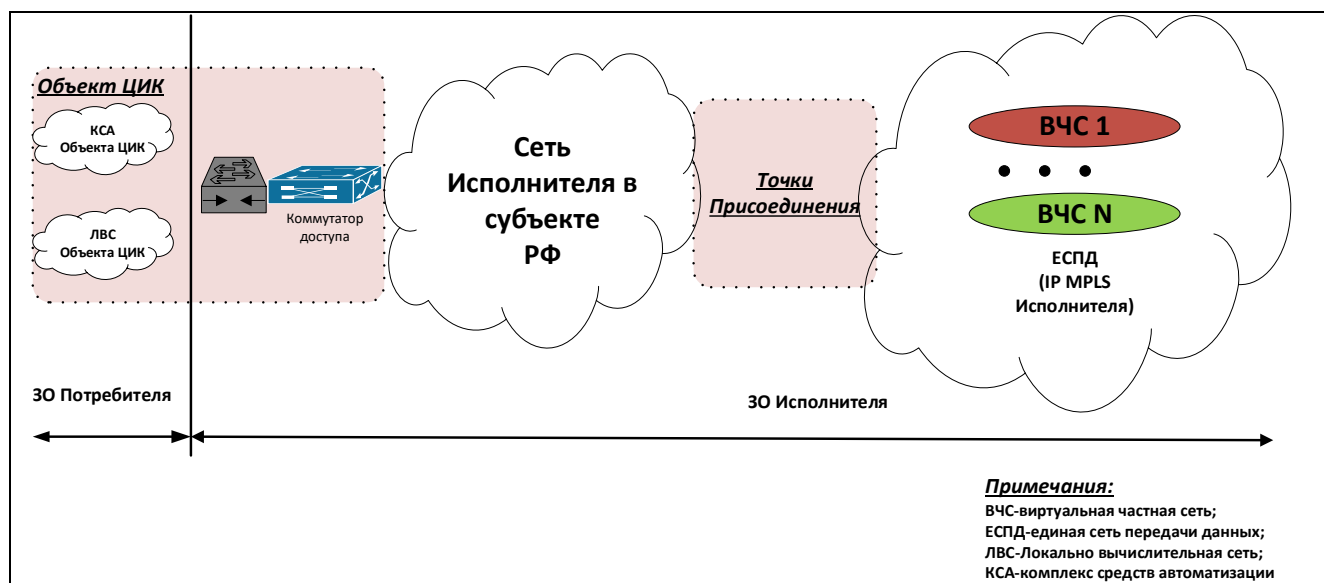 Объект ЦИК
КСА
Объекта ЦИК
ЛВС
Объекта ЦИК
Коммутатор
доступа
Сеть
Исполнителя в
субъекте
РФ
Точки
Присоединения
ВЧС 1
ВЧС N
ЕСПД
(IP MPLS
Исполнителя)
ЗО Потребителя
ЗО Исполнителя
Примечания:
ВЧС-виртуальная частная сеть;
ЕСПД-единая сеть передачи данных;
ЛВС-Локально вычислительная сеть;
КСА-комплекс средств автоматизации